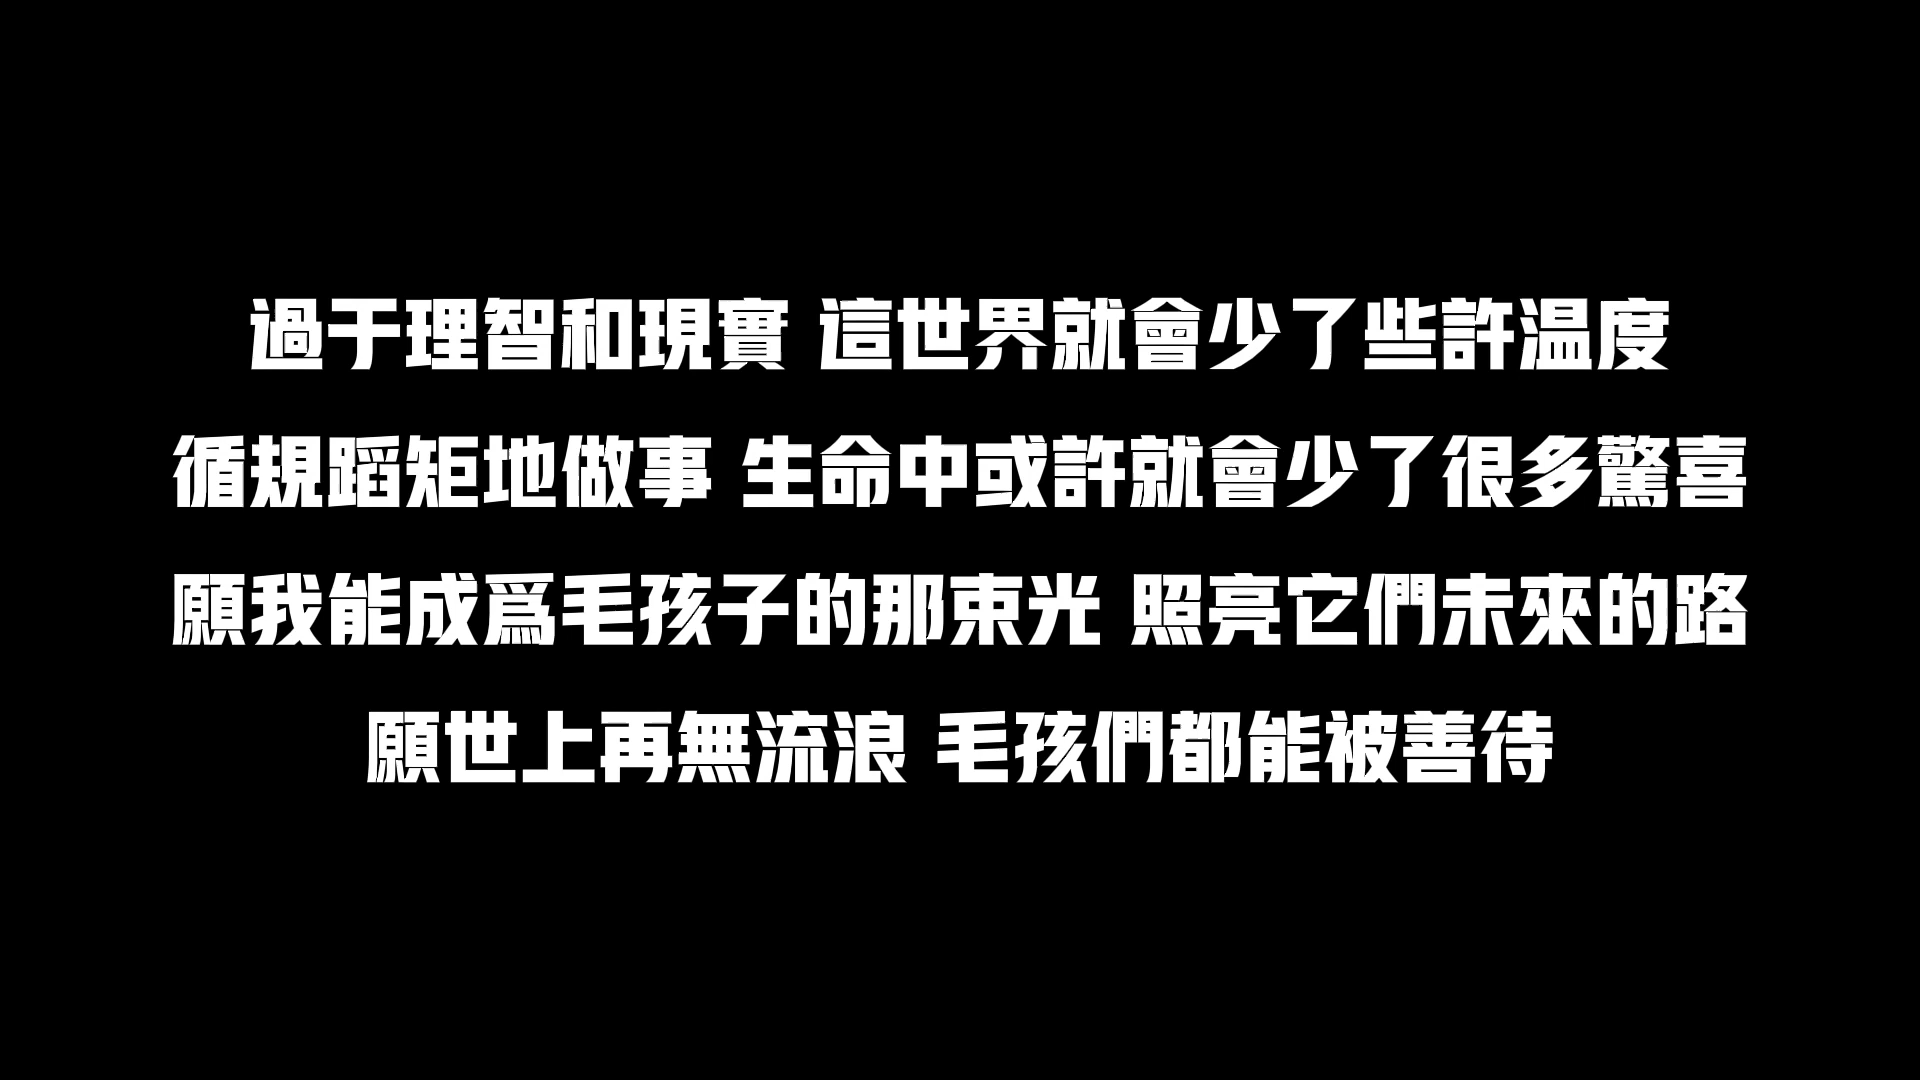 過于理智和現實 這世界就會少了些許温度
循規蹈矩地做事 生命中或許就會少了很多驚喜
願我能成爲毛孩子的那束光 照亮它們未來的路
願世上再無流浪 毛孩們都能被善待